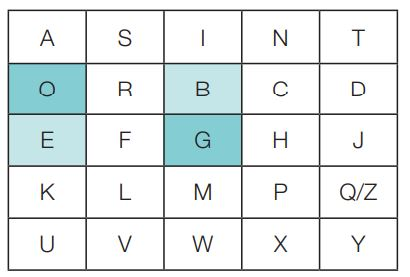 A S I N T
O R B C D
E F G H J
K L M P Q/Z
U V W X Y